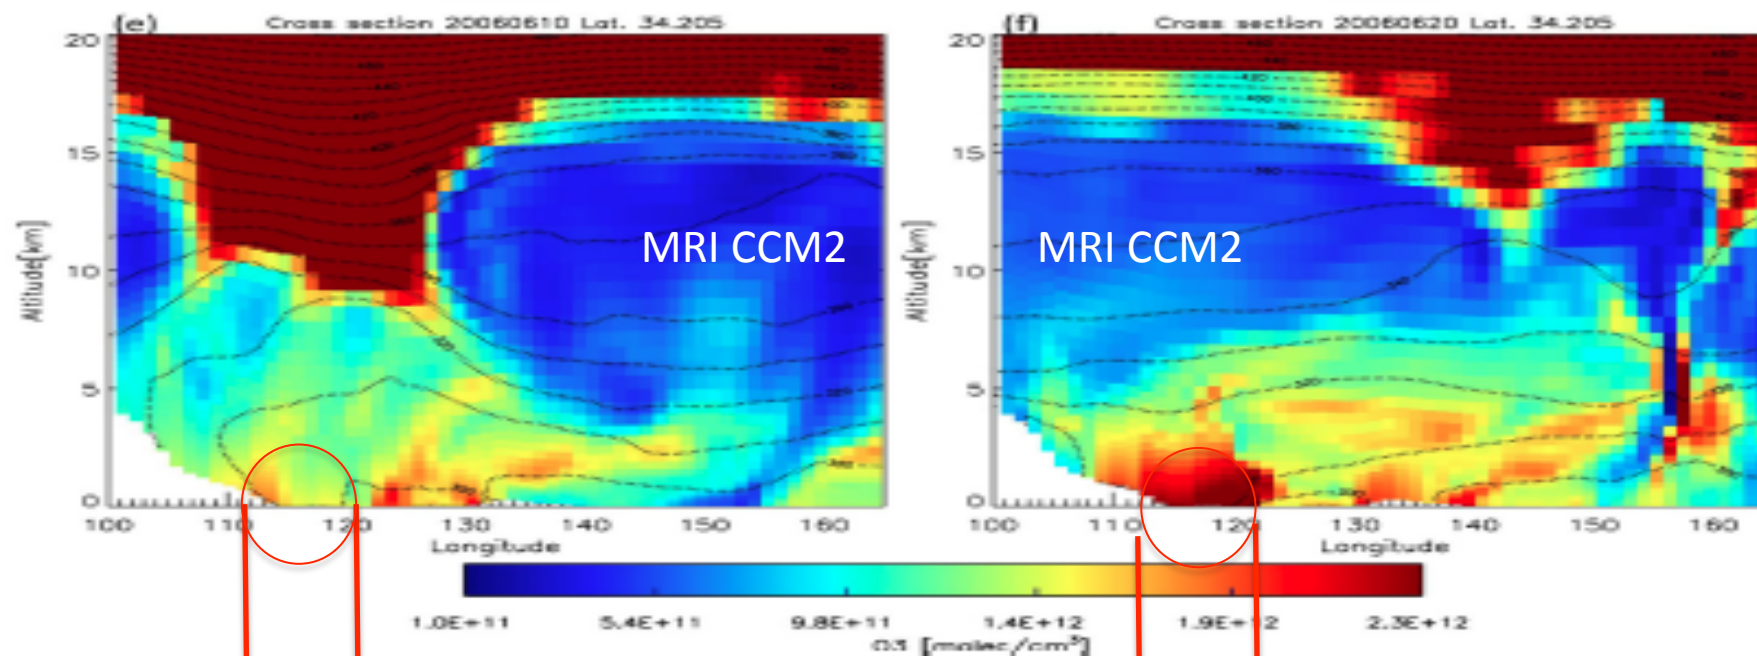 (e) Cross section 20060610 Lat. 34.205
(f) Cross section 20060620 Lat. 34.205
20
15
10
5
0
Altitude[km]
MRI CCM2
100 110 120 130 140 150 160
Longitude
20
15
10
5
0
Altitude[km]
MRI CCM2
100 110 120 130 140 150 160
Longitude
1.0E+11 5.4E+11 9.8E+11 1.4E+12 1.9E+12 2.3E+12
O3 [molec/cm³]